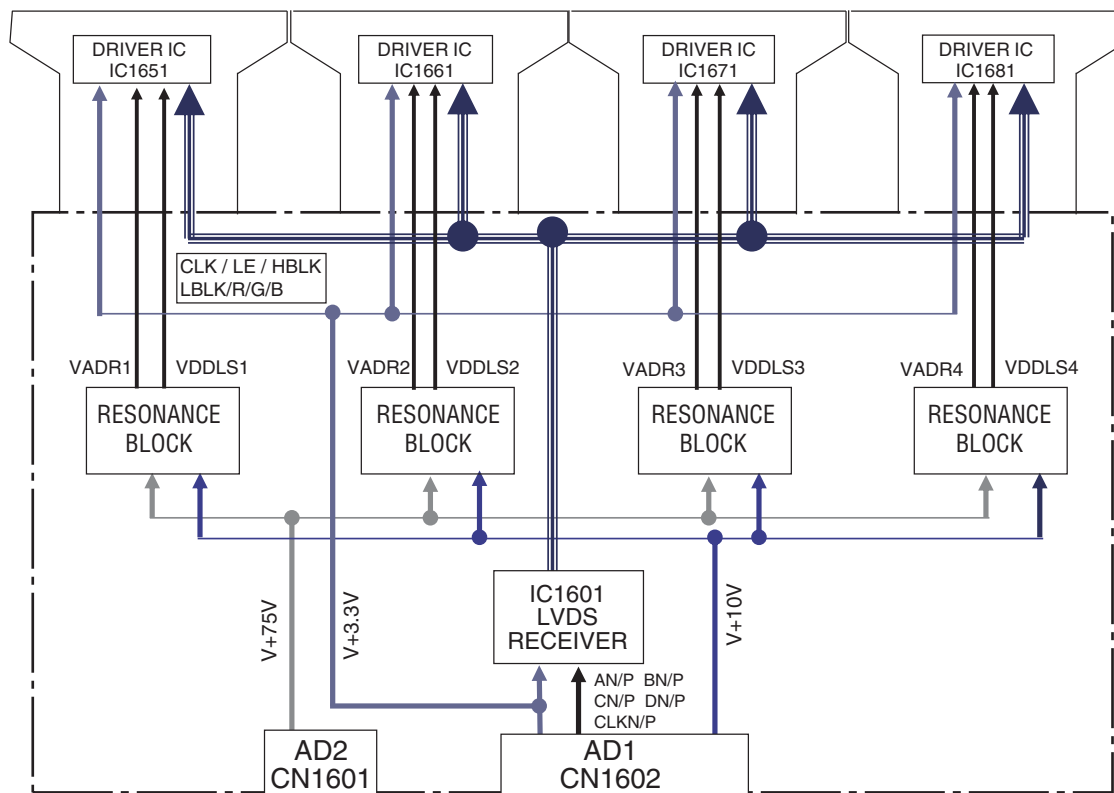 DRIVER IC
IC1651
DRIVER IC
IC1661
DRIVER IC
IC1671
DRIVER IC
IC1681
CLK / LE / HBLK
LBLK/R/G/B
VADR1
VDDLS1
VADR2
VDDLS2
VADR3
VDDLS3
VADR4
VDDLS4
RESONANCE
BLOCK
RESONANCE
BLOCK
RESONANCE
BLOCK
RESONANCE
BLOCK
V+75V
V+3.3V
IC1601
LVDS
RECEIVER
V+10V
AN/P BN/P
CN/P DN/P
CLKN/P
AD2
CN1601
AD1
CN1602